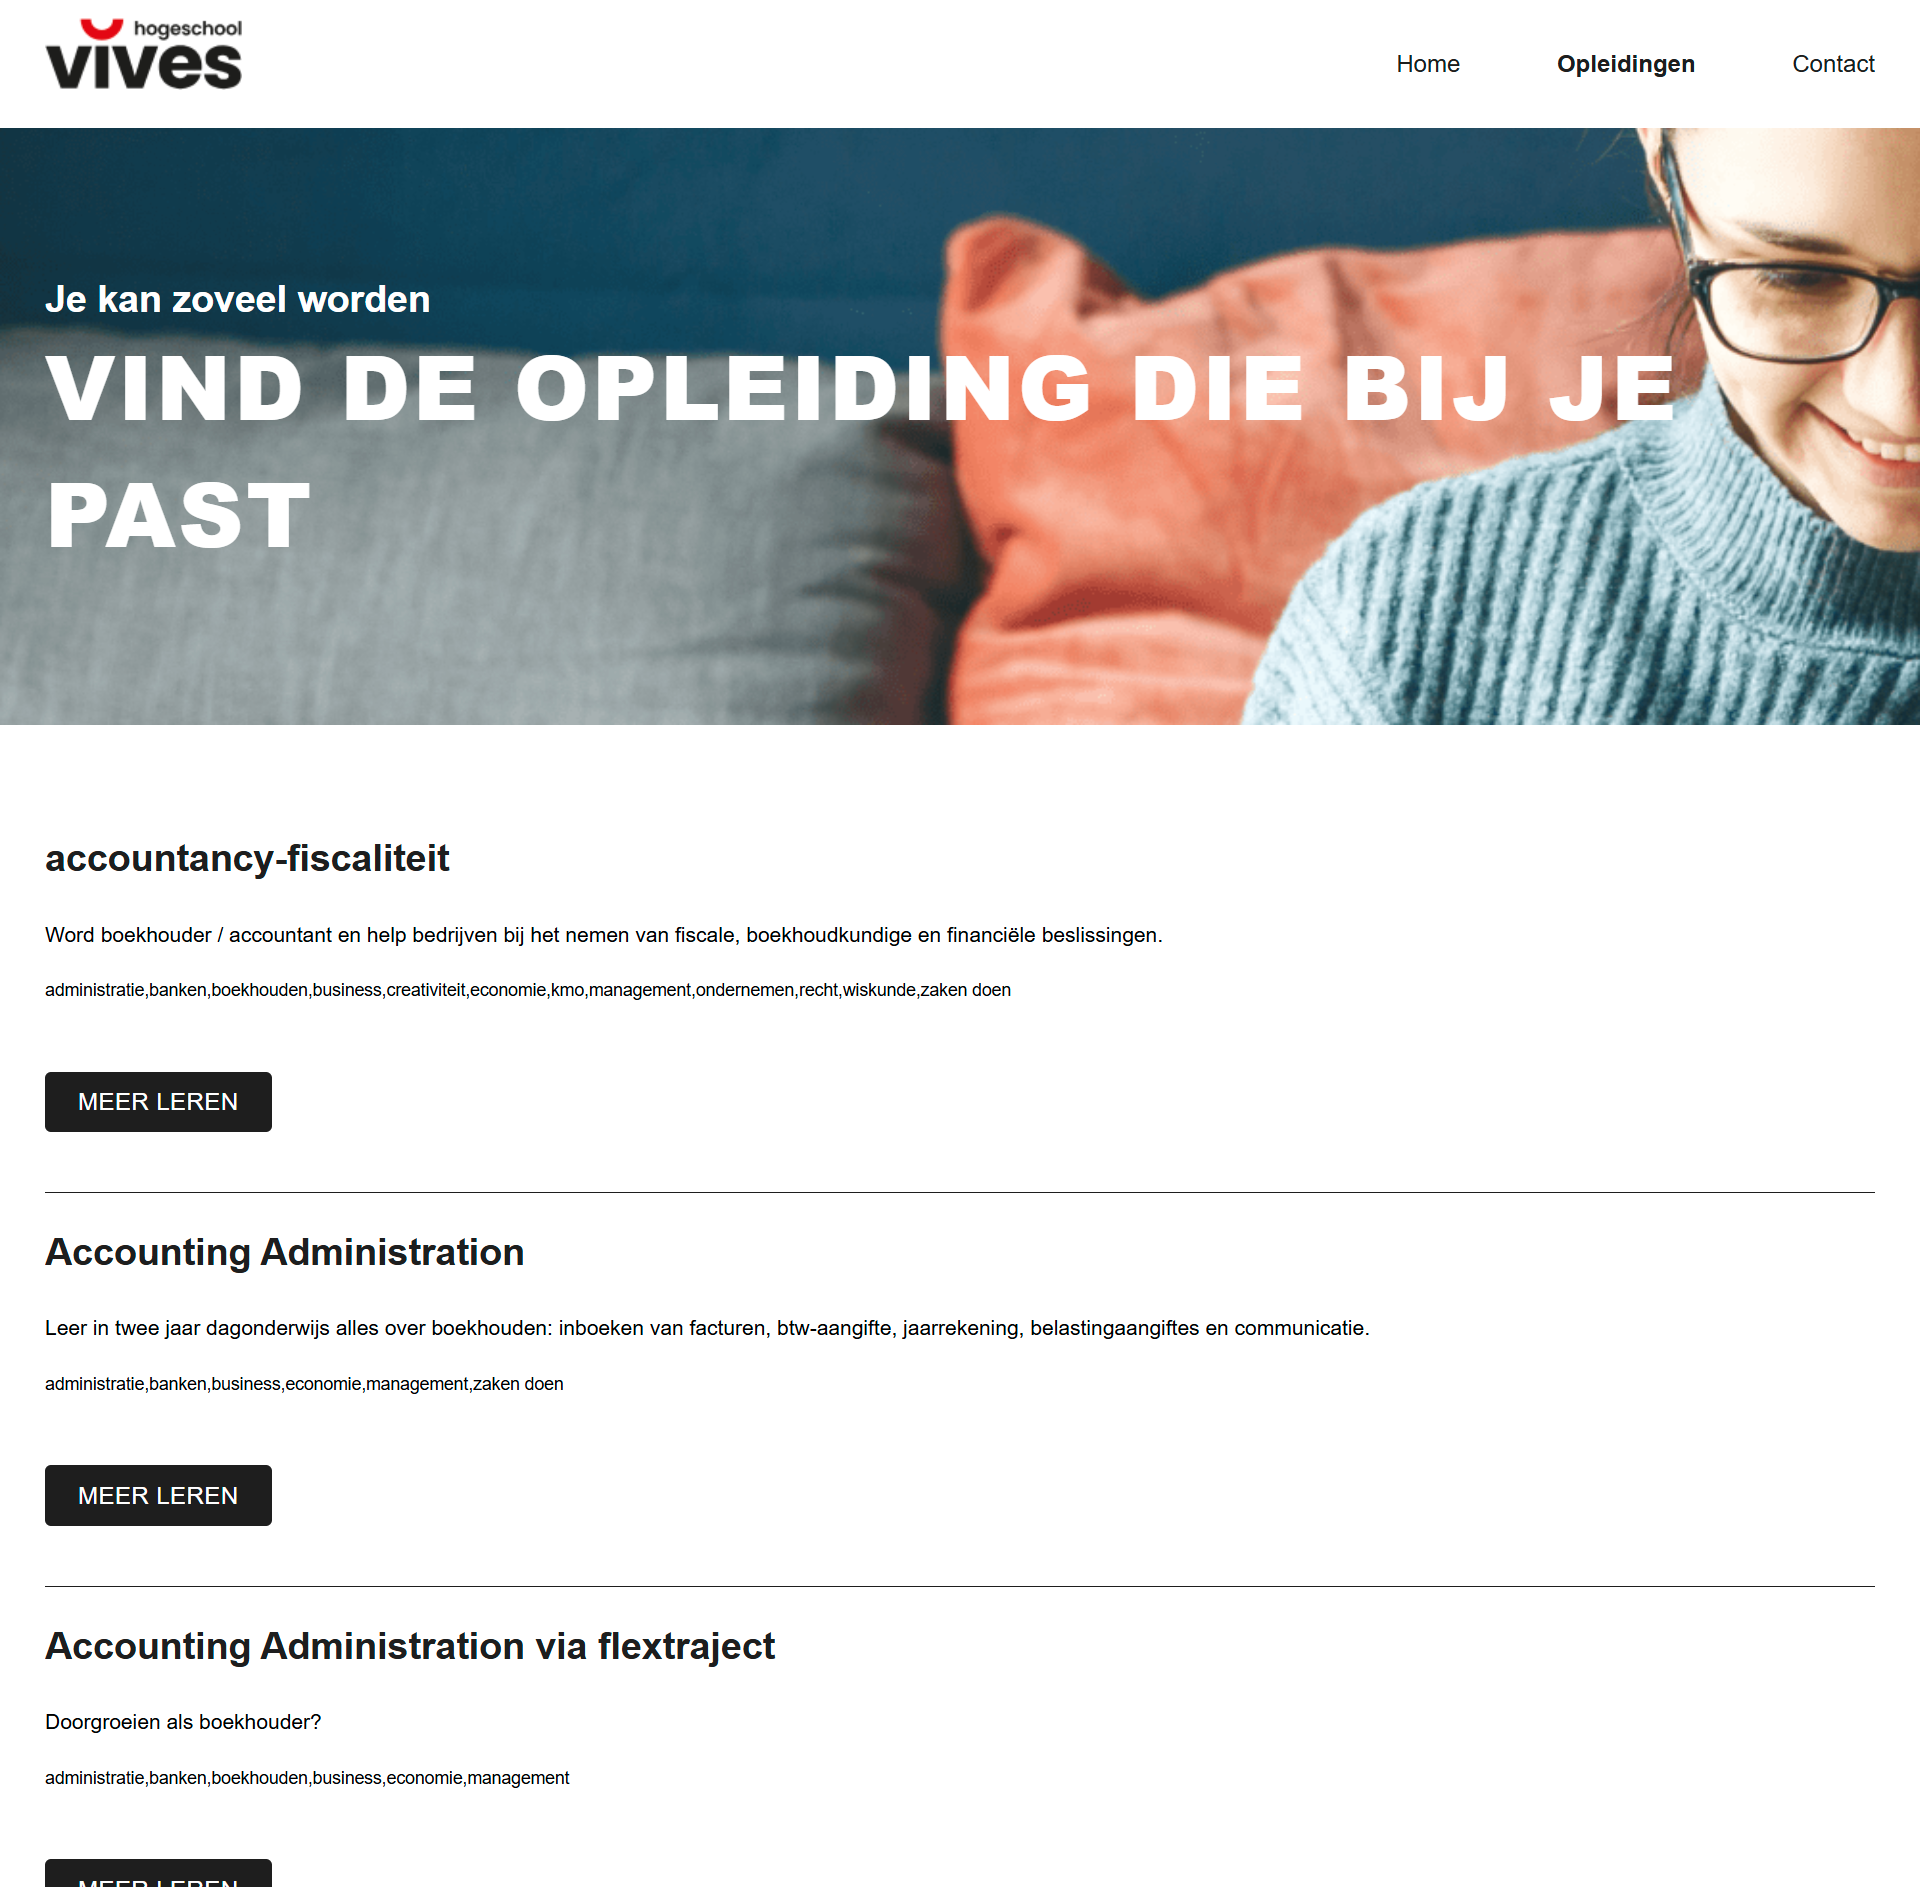 hogeschool
vives
Home
Opleidingen
Contact
Je kan zoveel worden
VIND DE OPLEIDING DIE BIJ JE
PAST
accountancy-fiscaliteit
Word boekhouder / accountant en help bedrijven bij het nemen van fiscale, boekhoudkundige en financiële beslissingen.
administratie,banken,boekhouden,business,creativiteit,economie,kmo,management,ondernemen,recht,wiskunde,zaken doen
MEER LEREN
Accounting Administration
Leer in twee jaar dagonderwijs alles over boekhouden: inboeken van facturen, btw-aangifte, jaarrekening, belastingaangiftes en communicatie.
administratie,banken,business,economie,management,zaken doen
MEER LEREN
Accounting Administration via flextraject
Doorgroeien als boekhouder?
administratie,banken,boekhouden,business,economie,management
MEER LEREN